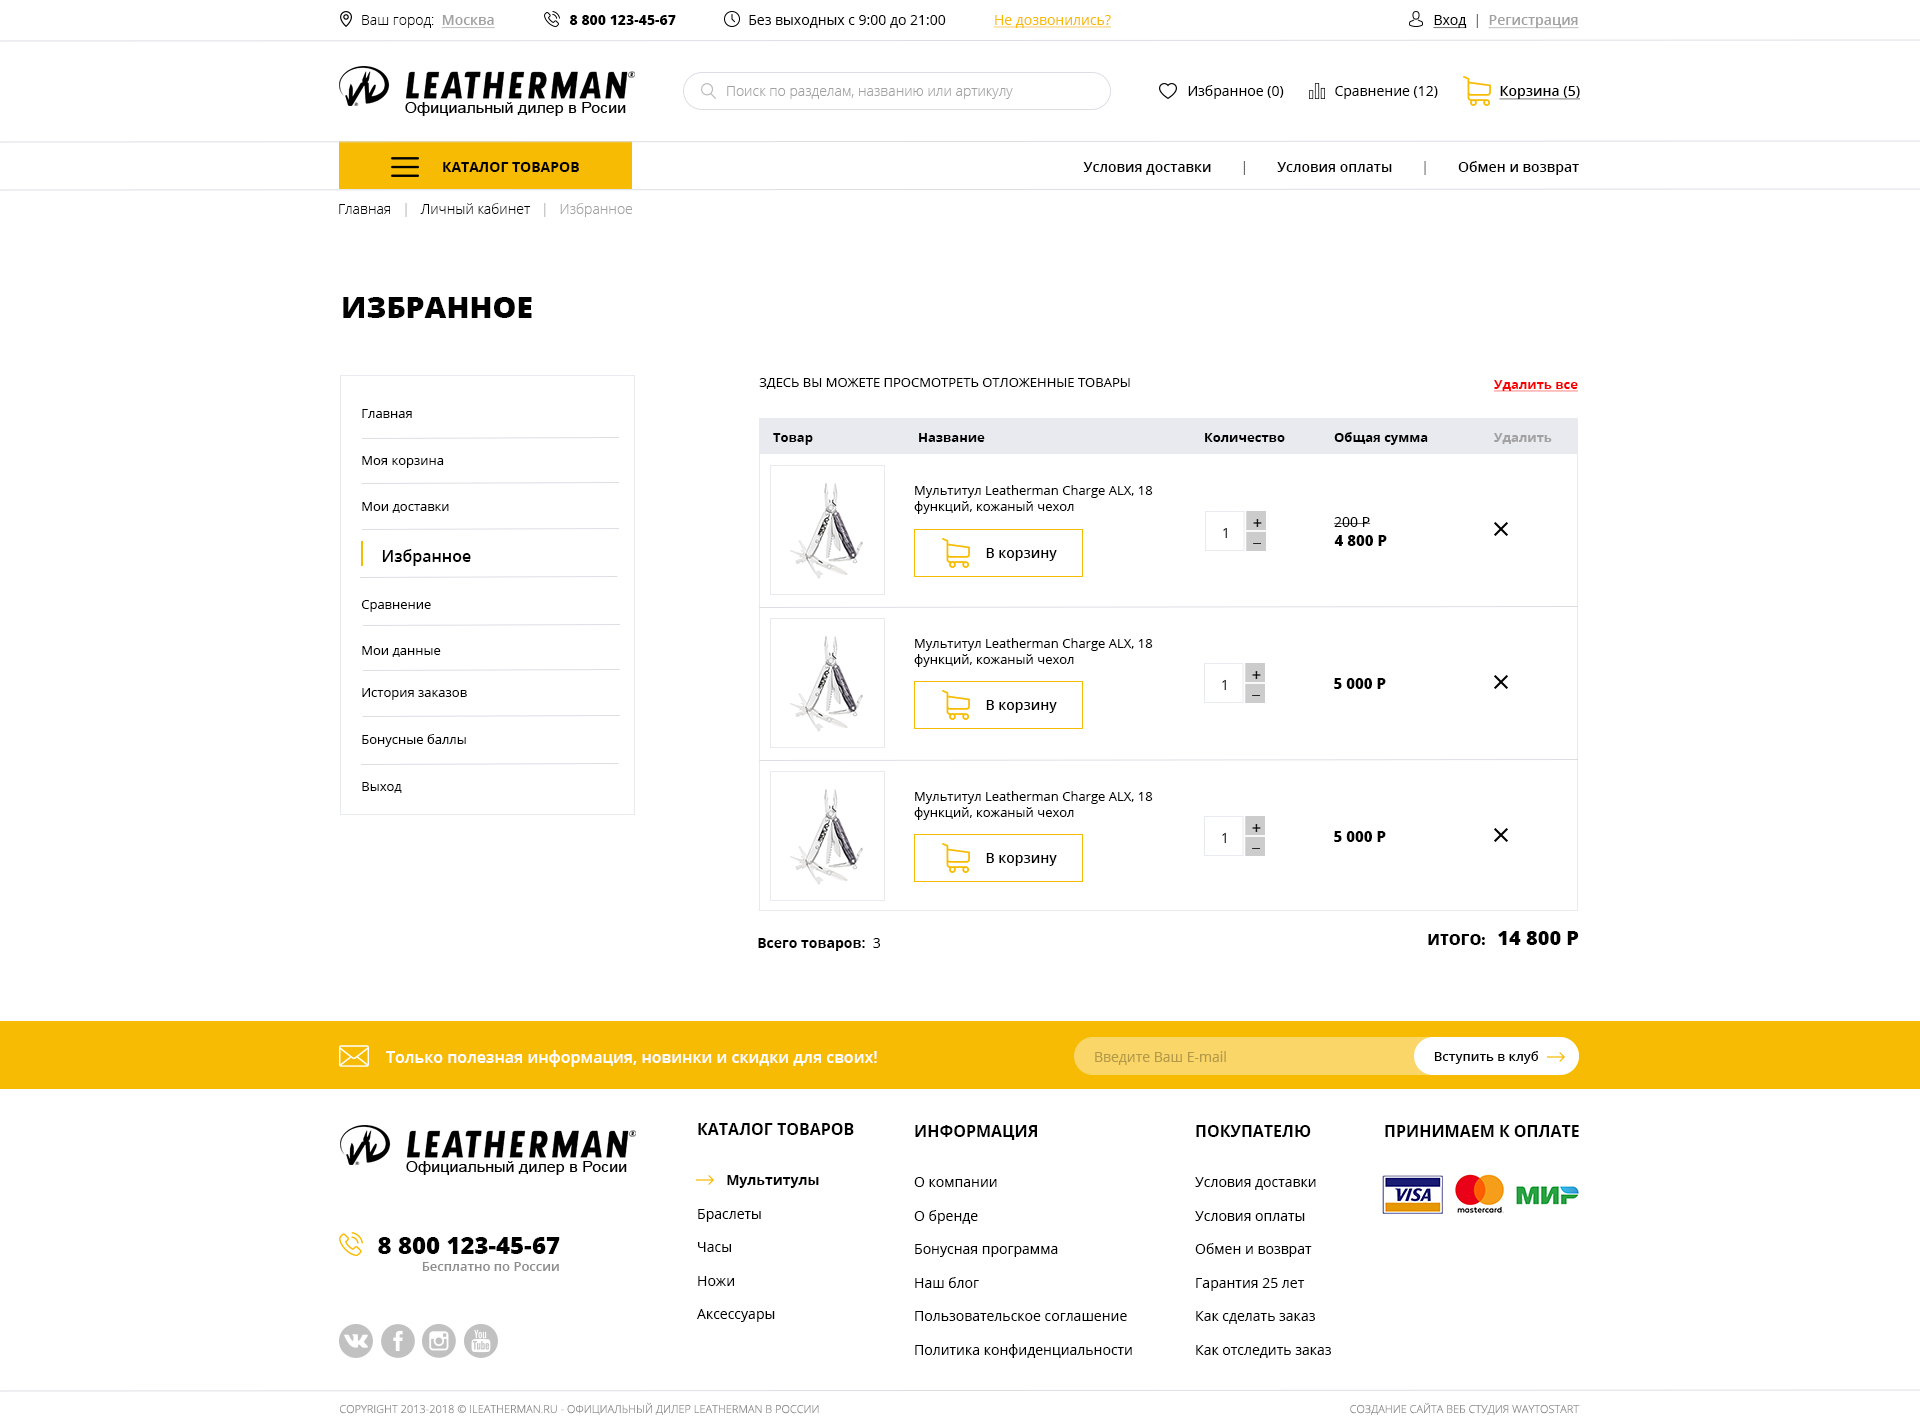 Ваш город: Москва
8 800 123-45-67
Без выходных с 9:00 до 21:00
Не дозвонились?
Вход | Регистрация
LEATHERMAN®
Официальный дилер в Росии
Поиск по разделам, названию или артикулу
Избранное (0)
Сравнение (12)
Корзина (5)
КАТАЛОГ ТОВАРОВ
Условия доставки | Условия оплаты | Обмен и возврат
Главная | Личный кабинет | Избранное
ИЗБРАННОЕ
Главная
Моя корзина
Мои доставки
Избранное
Сравнение
Мои данные
История заказов
Бонусные баллы
Выход
ЗДЕСЬ ВЫ МОЖЕТЕ ПРОСМОТРЕТЬ ОТЛОЖЕННЫЕ ТОВАРЫ
Удалить все
Товар Название Количество Общая сумма Удалить
Мультитул Leatherman Charge ALX, 18
функций, кожаный чехол
В корзину
1
+
–
200 Р
4 800 Р
Мультитул Leatherman Charge ALX, 18
функций, кожаный чехол
В корзину
1
+
–
5 000 Р
Мультитул Leatherman Charge ALX, 18
функций, кожаный чехол
В корзину
1
+
–
5 000 Р
Всего товаров: 3
ИТОГО: 14 800 Р
Только полезная информация, новинки и скидки для своих!
Введите Ваш E-mail
Вступить в клуб
LEATHERMAN®
Официальный дилер в Росии
8 800 123-45-67
Бесплатно по России
You
Tube
КАТАЛОГ ТОВАРОВ
Мультитулы
Браслеты
Часы
Ножи
Аксессуары
ИНФОРМАЦИЯ
О компании
О бренде
Бонусная программа
Наш блог
Пользовательское соглашение
Политика конфиденциальности
ПОКУПАТЕЛЮ
Условия доставки
Условия оплаты
Обмен и возврат
Гарантия 25 лет
Как сделать заказ
Как отследить заказ
ПРИНИМАЕМ К ОПЛАТЕ
VISA
mastercard
МИР
COPYRIGHT 2013-2018 © ILEATHERMAN.RU - ОФИЦИАЛЬНЫЙ ДИЛЕР LEATHERMAN В РОССИИ
СОЗДАНИЕ САЙТА ВЕБ СТУДИЯ WAYTOSTART